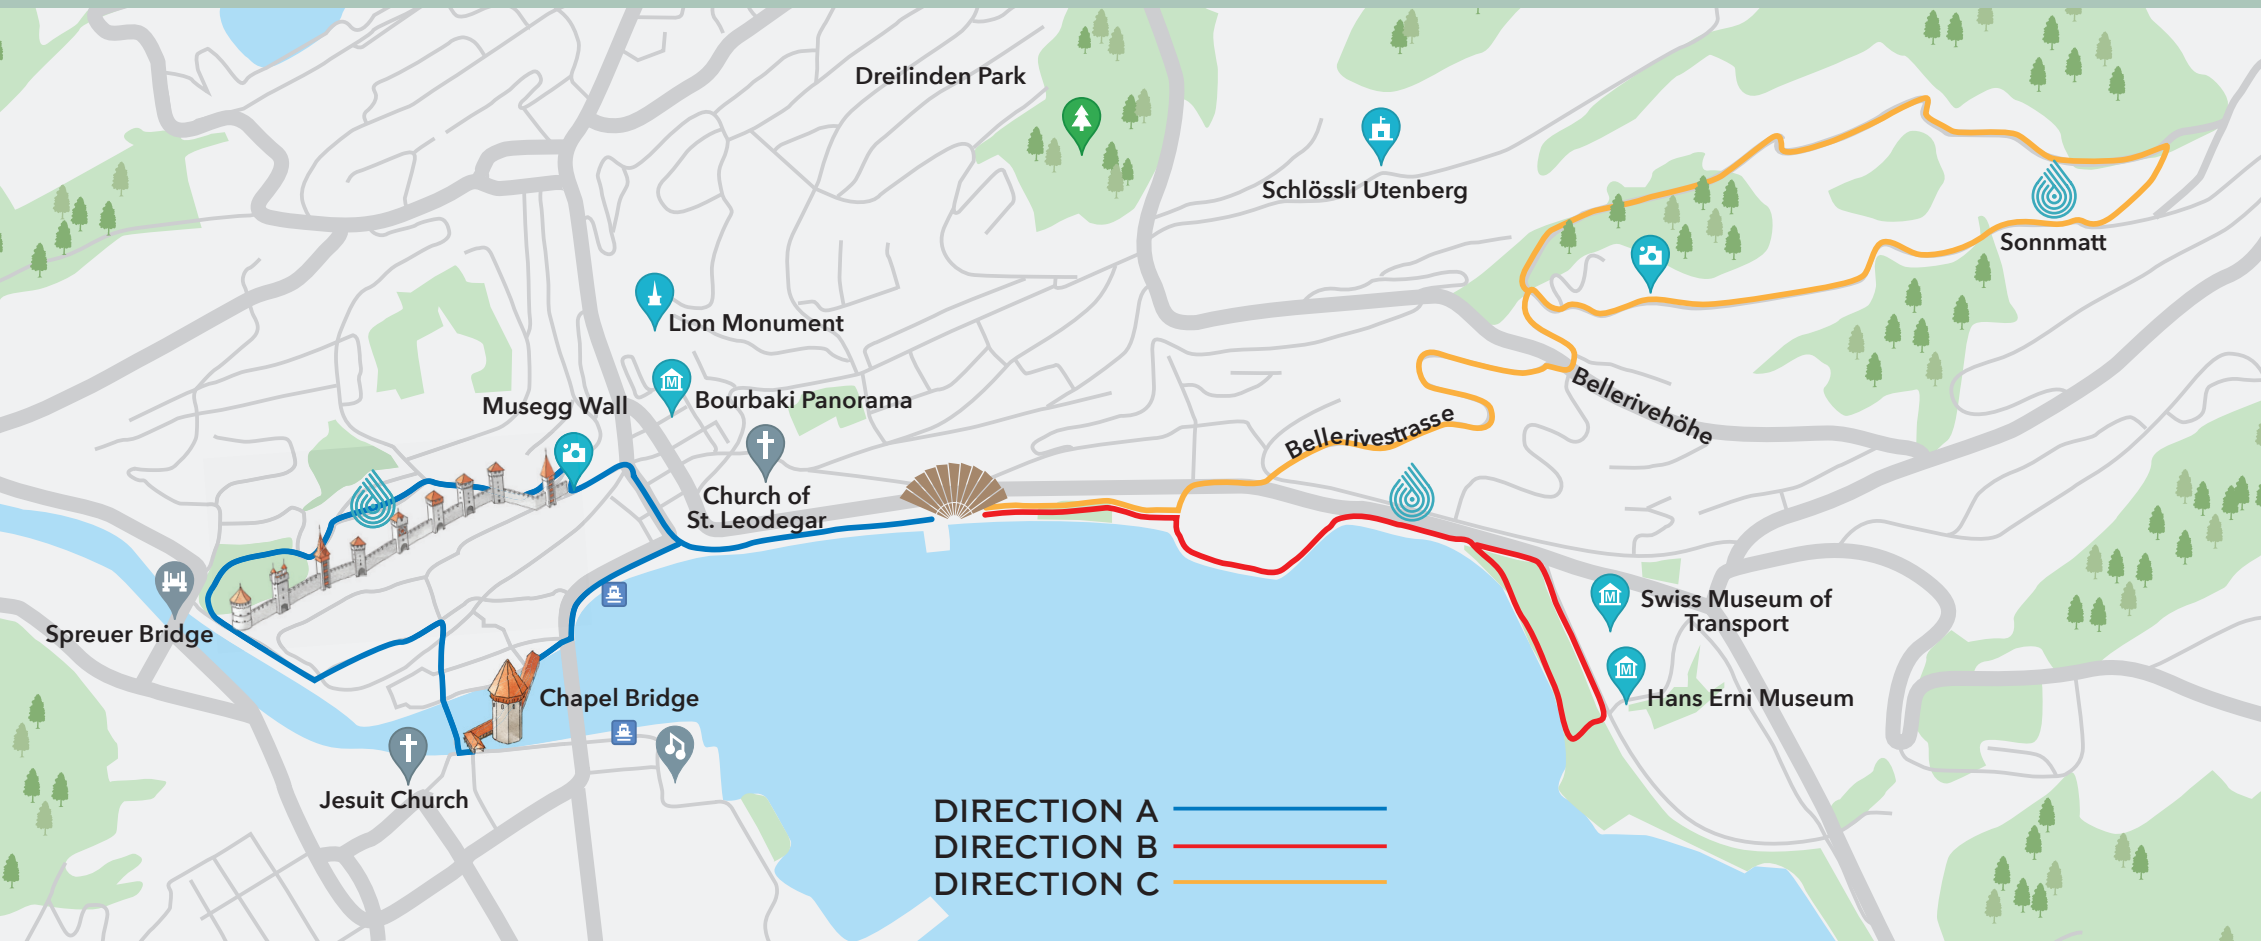 Dreilinden Park
Schlössli Utenberg
Sonnmatt
Lion Monument
Bourbaki Panorama
Musegg Wall
Bellerivehöhe
Bellerivestrasse
Church of
St. Leodegar
Spreuer Bridge
Swiss Museum of
Transport
Hans Erni Museum
Chapel Bridge
Jesuit Church
DIRECTION A
DIRECTION B
DIRECTION C
M
M
M